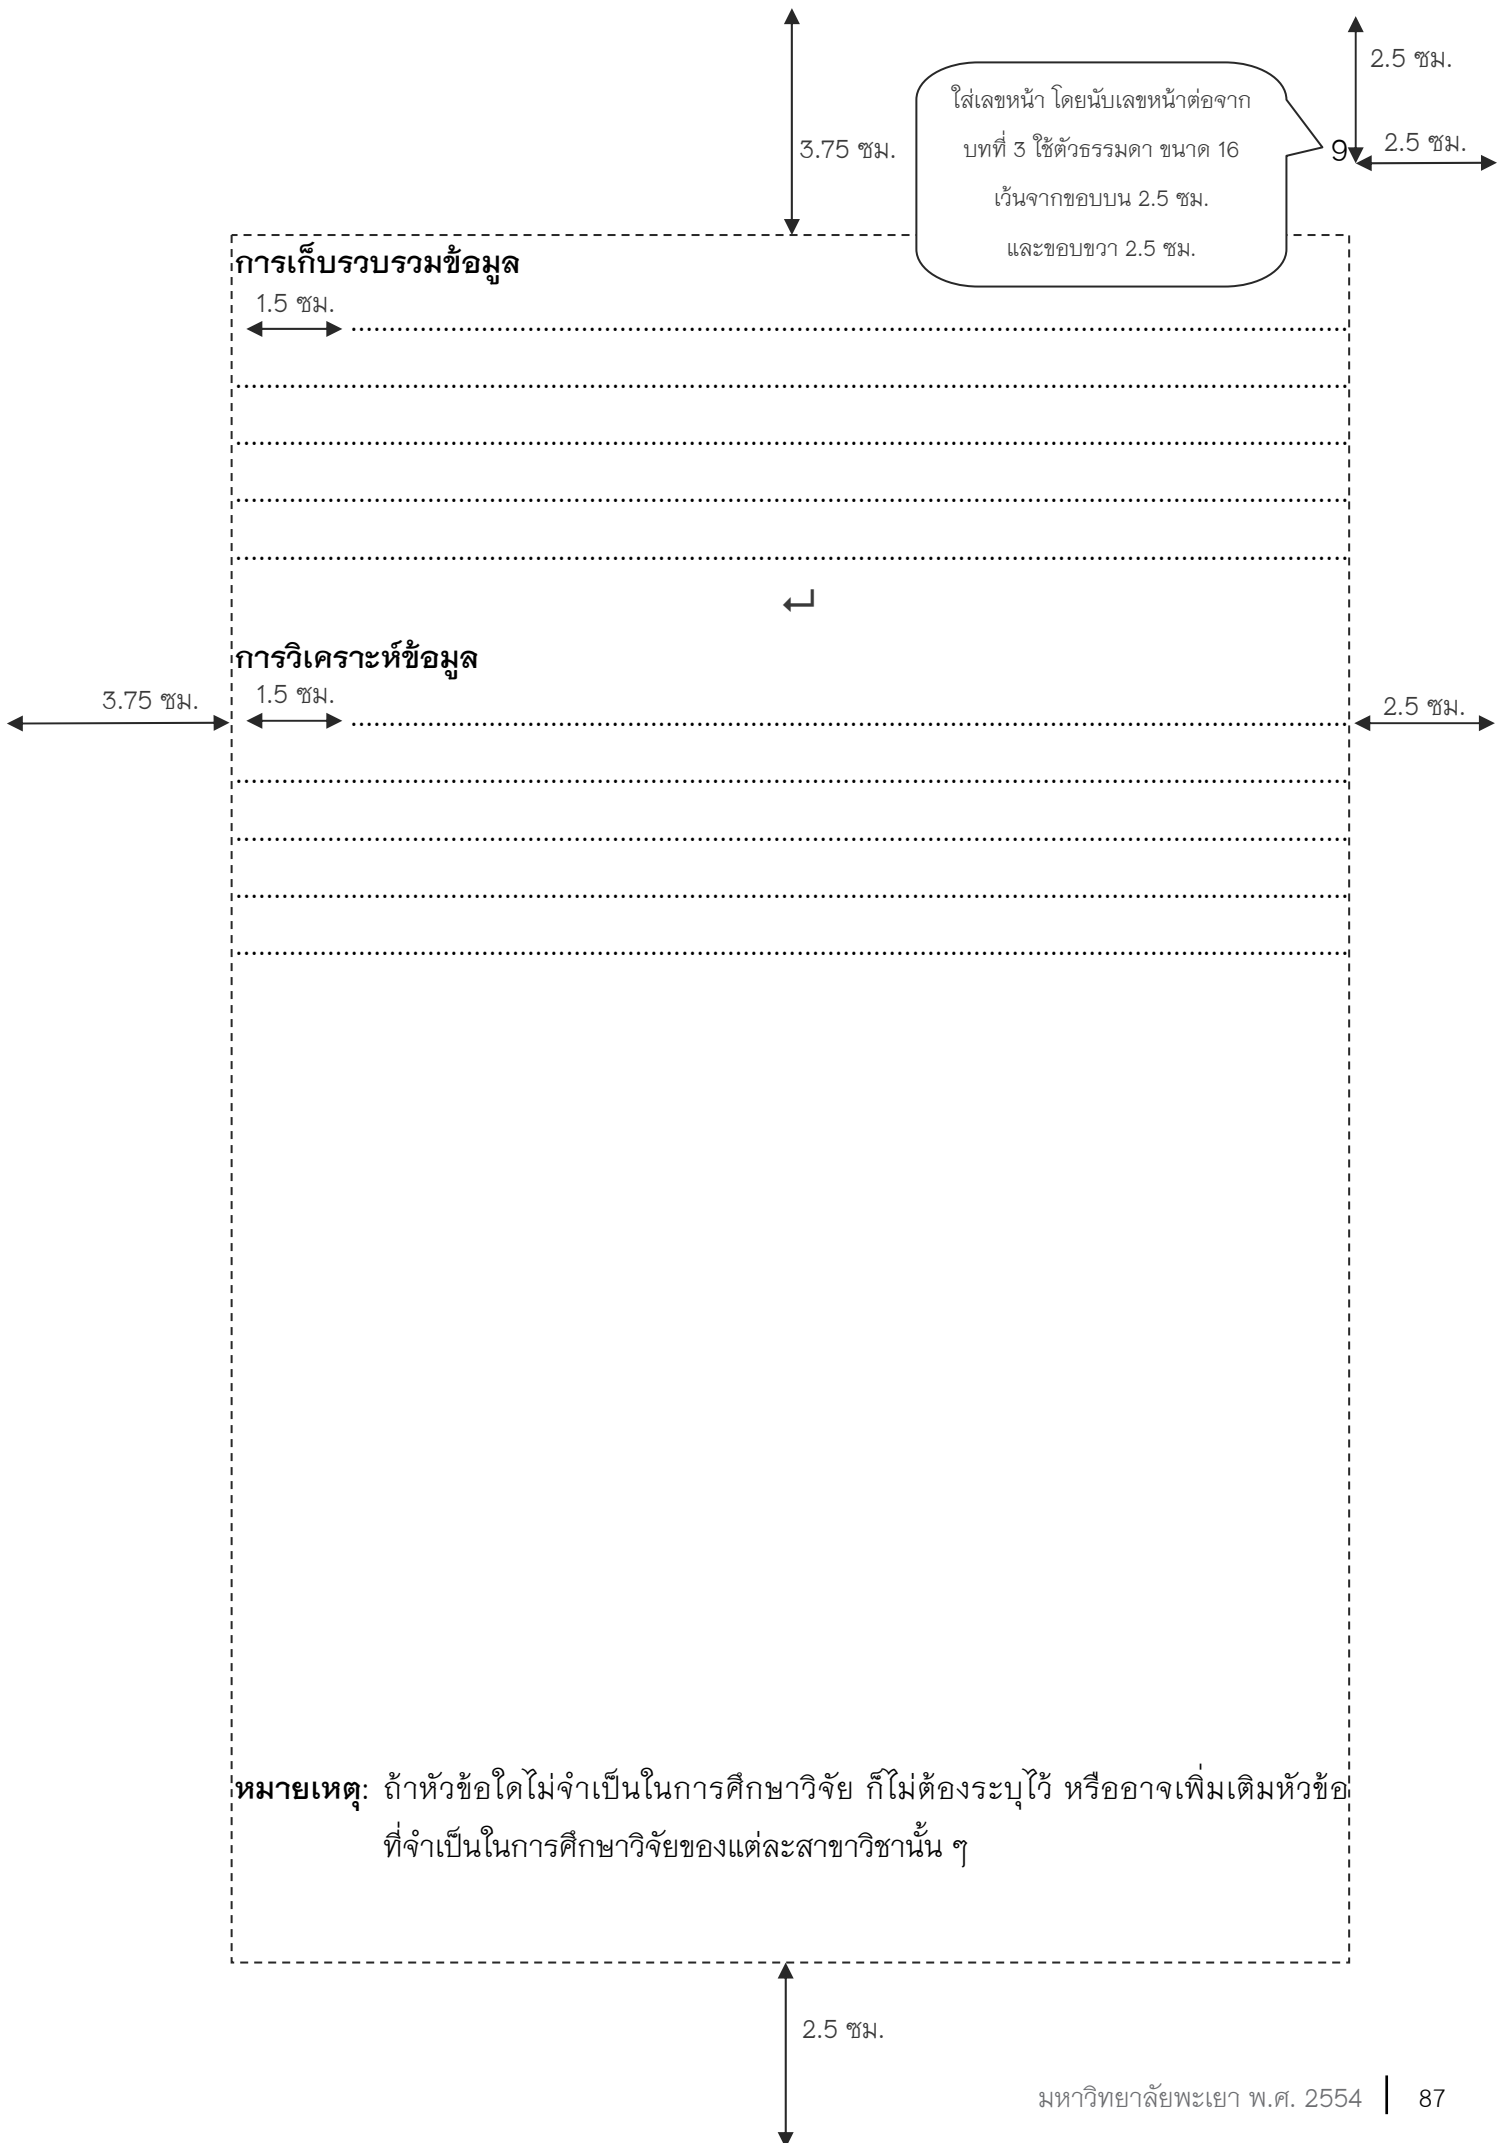 2.5 ซม.
ใส่เลขหน้า โดยนับเลขหน้าต่อจาก
บทที่ 3 ใช้ตัวธรรมดา ขนาด 16
เว้นจากขอบบน 2.5 ซม.
และขอบขวา 2.5 ซม.
3.75 ซม.
9
2.5 ซม.
การเก็บรวบรวมข้อมูล
1.5 ซม.
การวิเคราะห์ข้อมูล
3.75 ซม.
1.5 ซม.
2.5 ซม.
หมายเหตุ: ถ้าหัวข้อใดไม่จำเป็นในการศึกษาวิจัย ก็ไม่ต้องระบุไว้ หรืออาจเพิ่มเติมหัวข้อ
ที่จำเป็นในการศึกษาวิจัยของแต่ละสาขาวิชานั้น ๆ
2.5 ซม.
มหาวิทยาลัยพะเยา พ.ศ. 2554 | 87